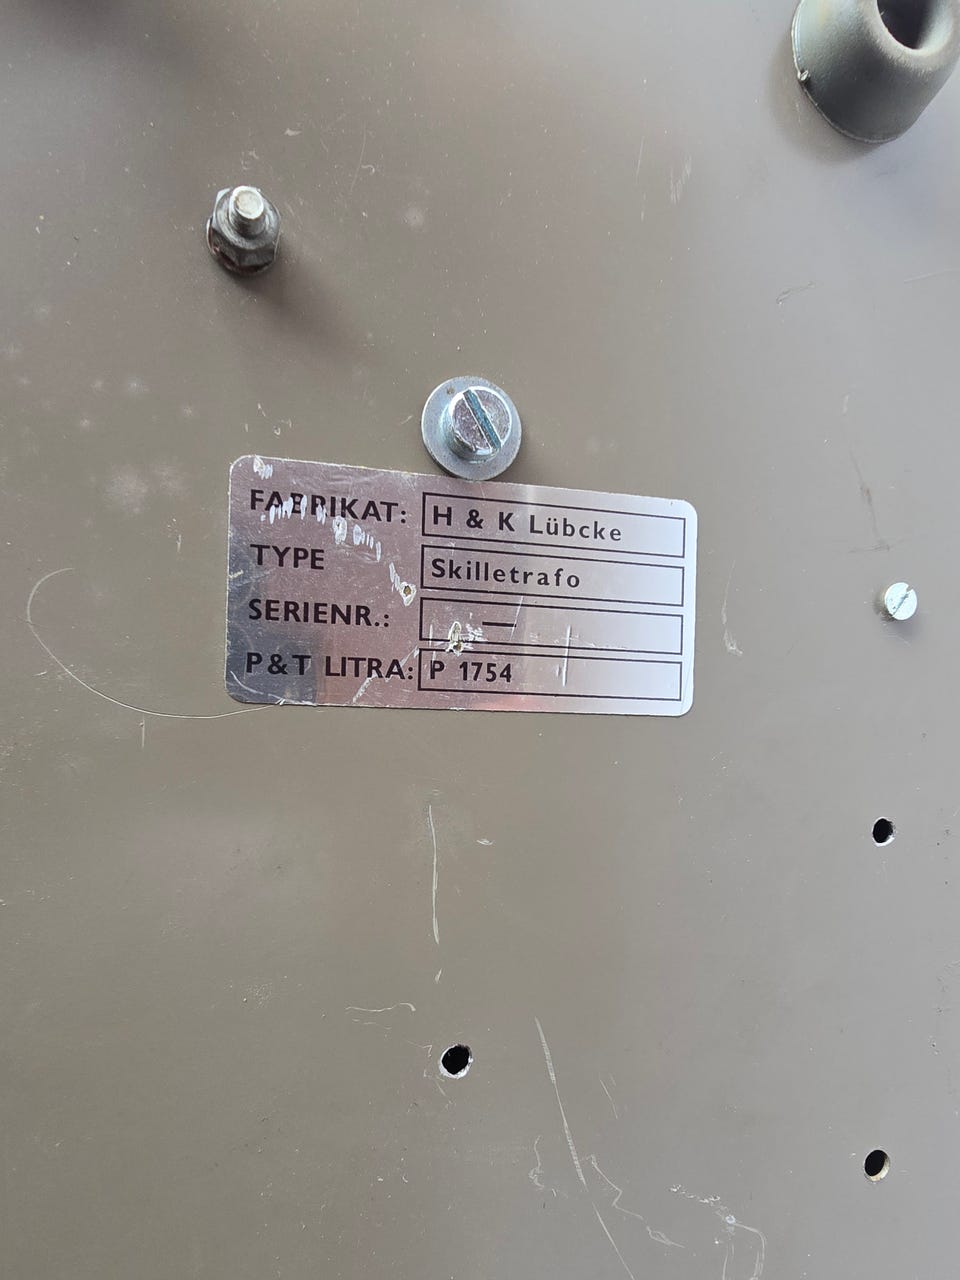 FABRIKAT: H & K Lübcke
TYPE Skilletrafo
SERIENR.: —
P&T LITRA: P 1754